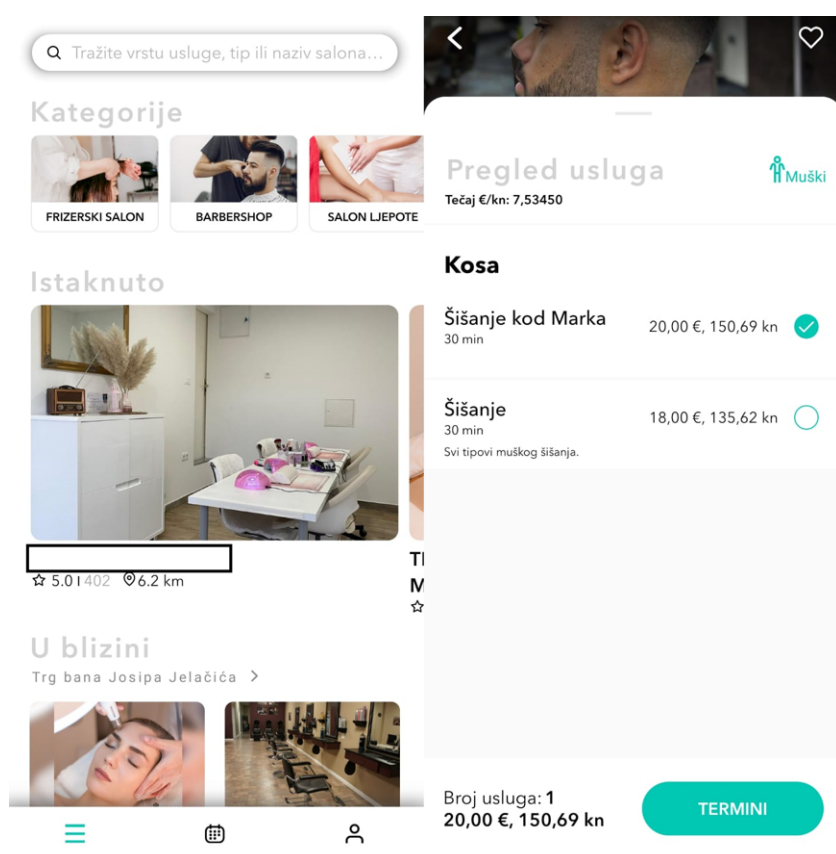 Tražite vrstu usluge, tip ili naziv salona...
Kategorije
FRIZERSKI SALON
BARBERSHOP
SALON LJEPOTE
Istaknuto
5.0 | 402 6.2 km
U blizini
Trg bana Josipa Jelačića >
Pregled usluga
Muški
Tečaj €/kn: 7,53450
Kosa
Šišanje kod Marka
30 min
20,00 €, 150,69 kn
Šišanje
30 min
18,00 €, 135,62 kn
Svi tipovi muškog šišanja.
Broj usluga: 1
20,00 €, 150,69 kn
TERMINI